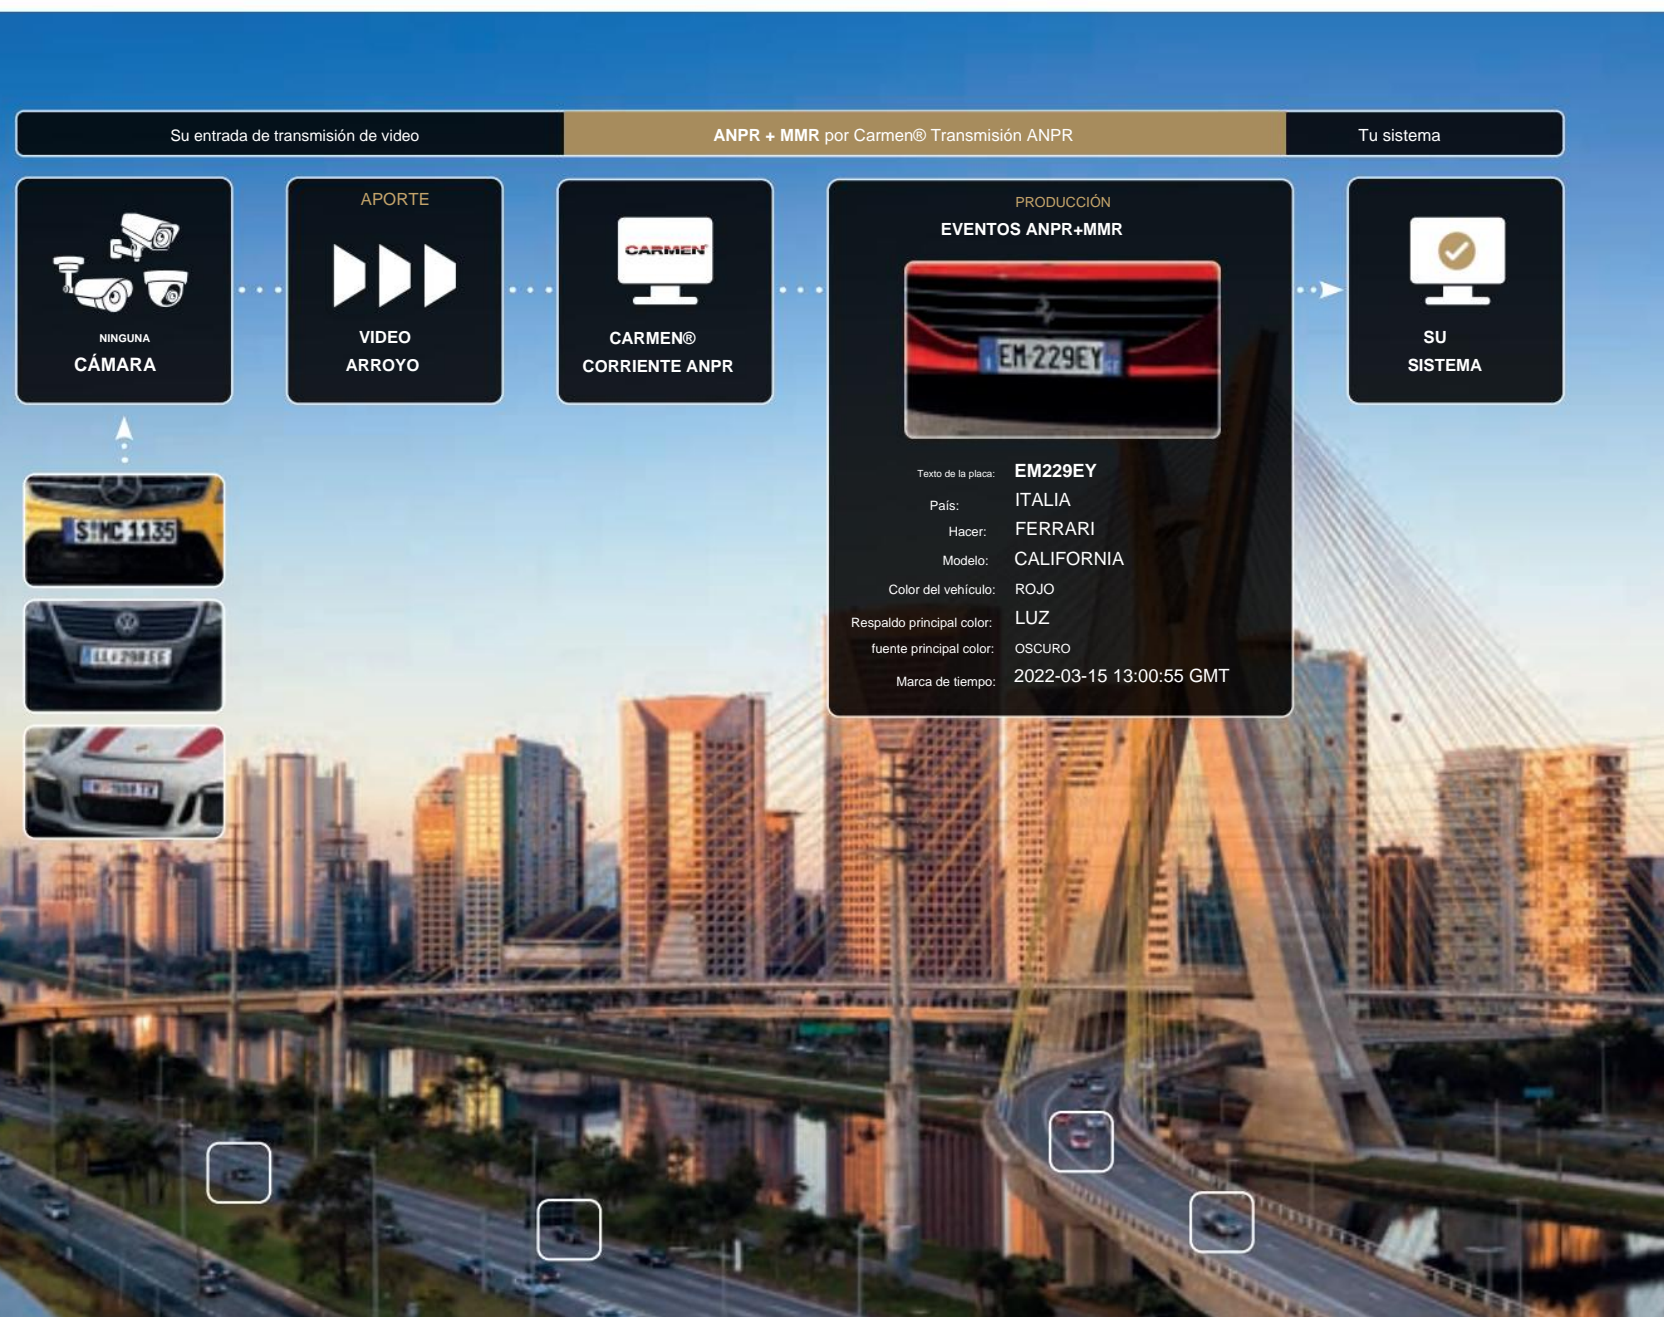 Su entrada de transmisión de video
ANPR + MMR por Carmen® Transmisión ANPR
Tu sistema
NINGUNA
CÁMARA
APORTE
VIDEO
ARROYO
CARMEN
CARMEN®
CORRIENTE ANPR
PRODUCCIÓN
EVENTOS ANPR+MMR
EM·229EY
Texto de la placa: EM229EY
País: ITALIA
Hacer: FERRARI
Modelo: CALIFORNIA
Color del vehículo: ROJO
Respaldo principal color: LUZ
fuente principal color: OSCURO
Marca de tiempo: 2022-03-15 13:00:55 GMT
SU
SISTEMA
S MC 1135